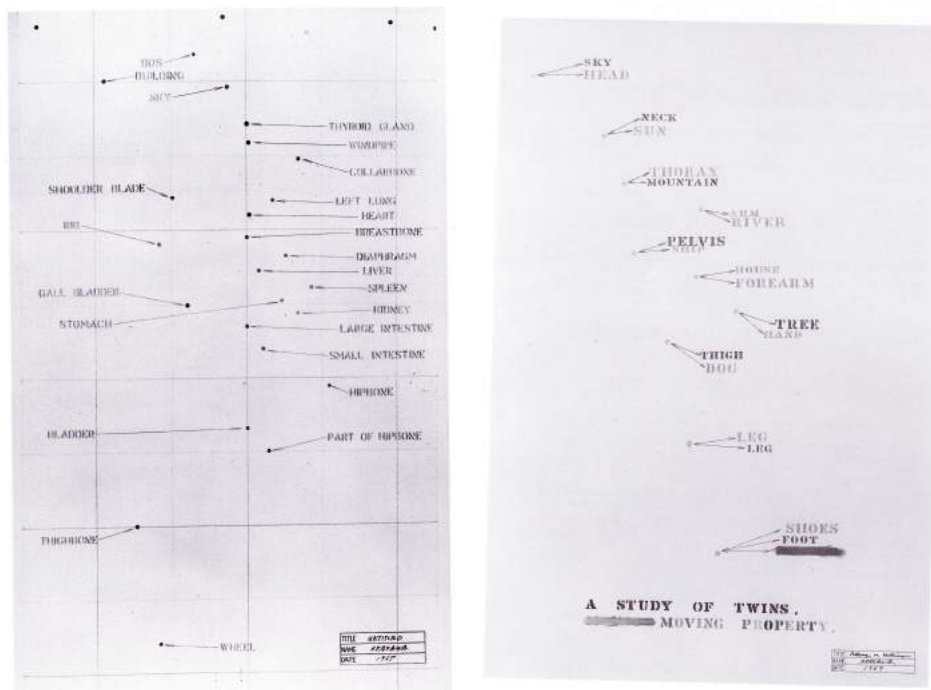 BUS
BUILDING
SKY
THYROID GLAND
WINDPIPE
COLLARBONE
SHOULDER BLADE
LEFT LUNG
HEART
RIB
BREASTBONE
DIAPHRAGM
LIVER
SPLEEN
GALL BLADDER
KIDNEY
STOMACH
LARGE INTESTINE
SMALL INTESTINE
HIPBONE
BLADDER
PART OF HIPBONE
THIGHBONE
WHEEL
TITLE
NAME ARAKAWA
DATE
SKY
HEAD
NECK
SUN
THORAX
MOUNTAIN
ARM
RIVER
PELVIS
SHIP
HOUSE
FOREARM
TREE
HAND
THIGH
DOG
LEG
LEG
SHOES
FOOT
A STUDY OF TWINS.
MOVING PROPERTY.